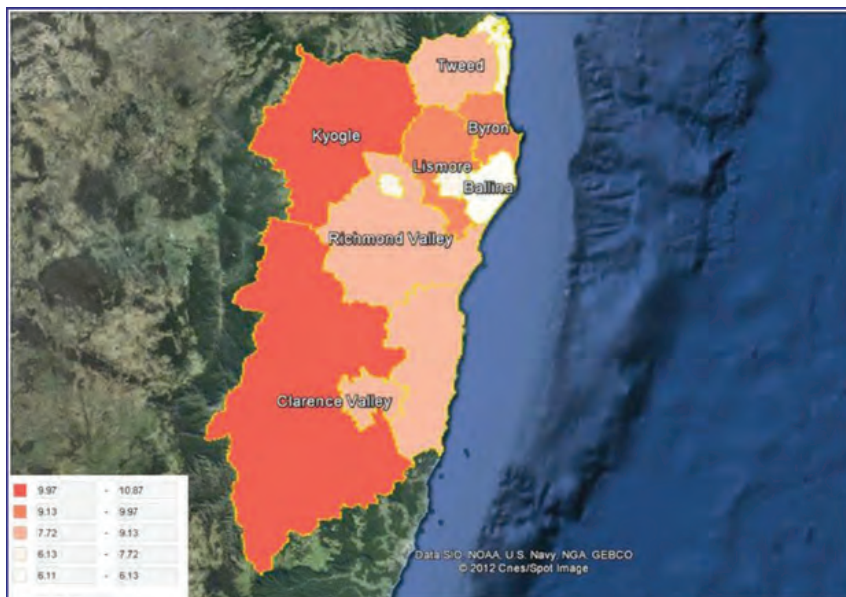 Tweed
Kyogle
Byron
Lismore
Ballina
Richmond Valley
Clarence Valley
9.97 - 10.87
9.13 - 9.97
7.72 - 9.13
6.13 - 7.72
6.11 - 6.13
Data SIO, NOAA, U.S. Navy, NGA, GEBCO
© 2012 Cnes/Spot Image